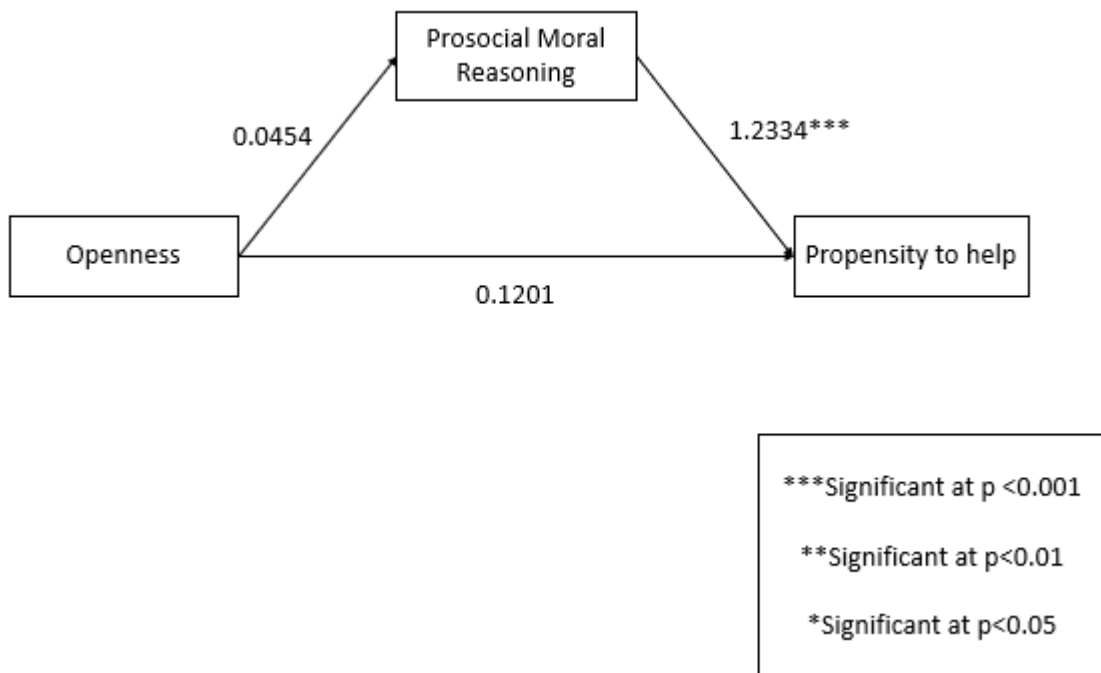 Prosocial Moral
Reasoning
0.0454
1.2334***
Openness
Propensity to help
0.1201
***Significant at p <0.001
**Significant at p<0.01
*Significant at p<0.05